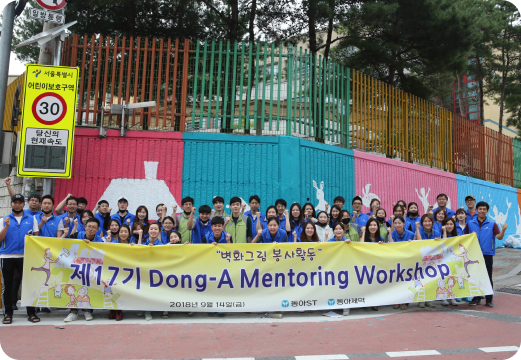 서울특별시
어린이보호구역
30
당신의
현재속도
"벽화그림 봉사활동"
제17기 Dong-A Mentoring Workshop
2018년 9월 14일(금) 동아ST 동아제약